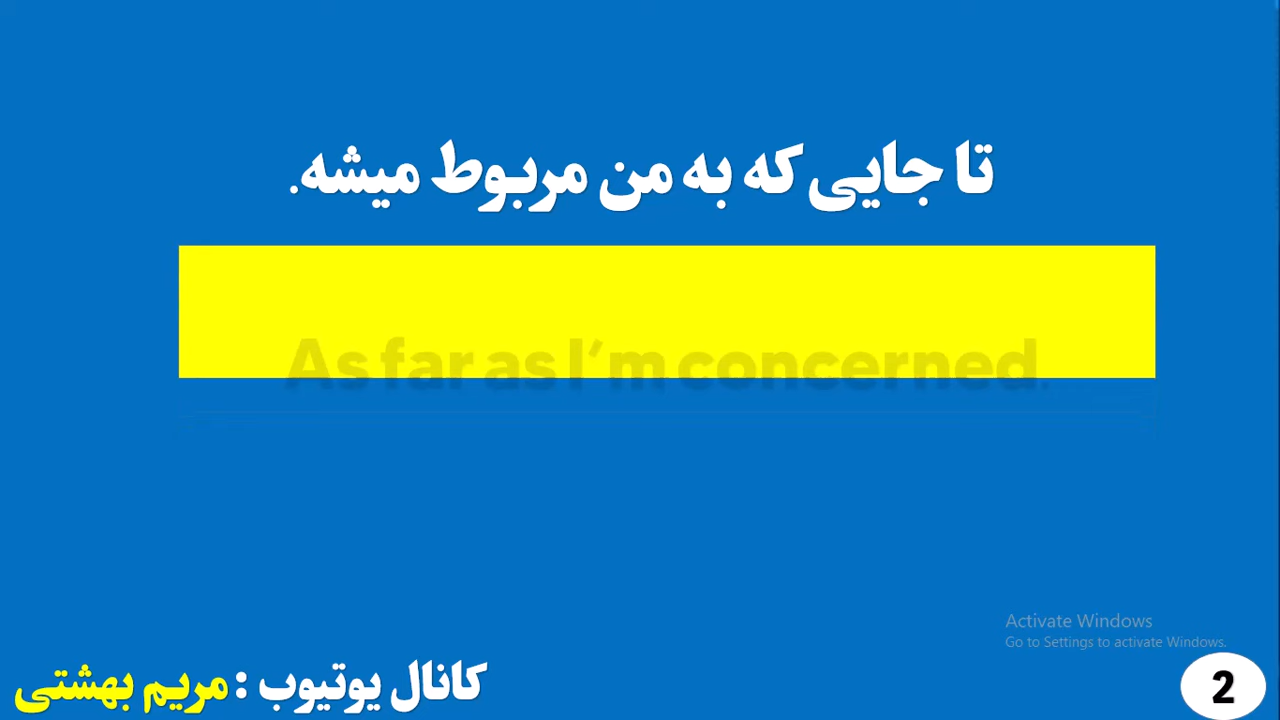 تا جایی که به من مربوط میشه.
As far as I'm concerned.
Activate Windows
Go to Settings to activate Windows.
کانال یوتیوب : مریم بهشتی
2